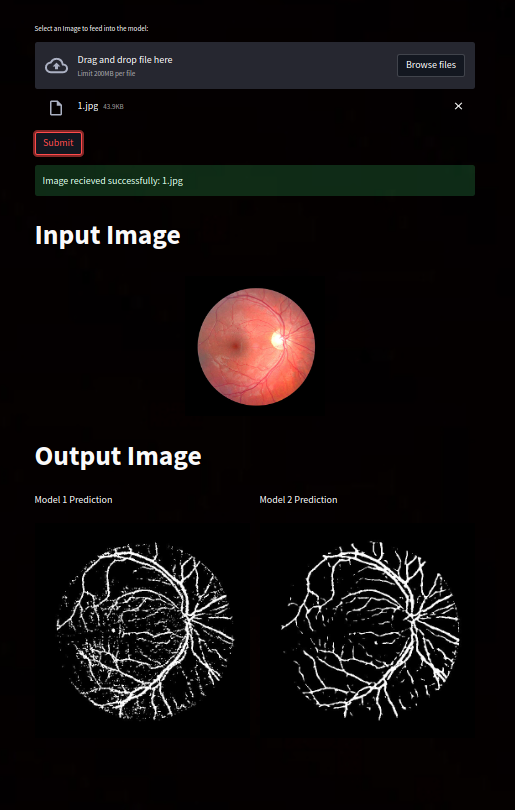 Select an Image to feed into the model:
Drag and drop file here
Limit 200MB per file
Browse files
1.jpg 43.9KB
Submit
Image recieved successfully: 1.jpg
Input Image
Output Image
Model 1 Prediction
Model 2 Prediction